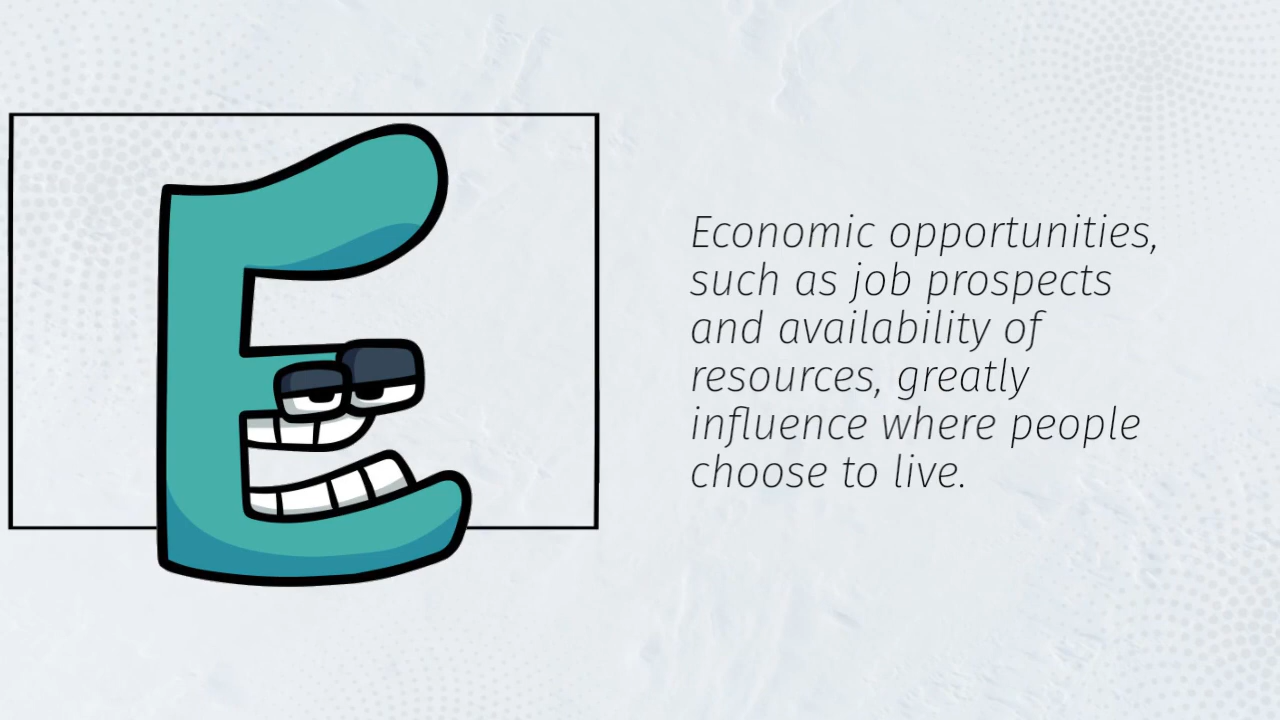 E
Economic opportunities,
such as job prospects
and availability of
resources, greatly
influence where people
choose to live.